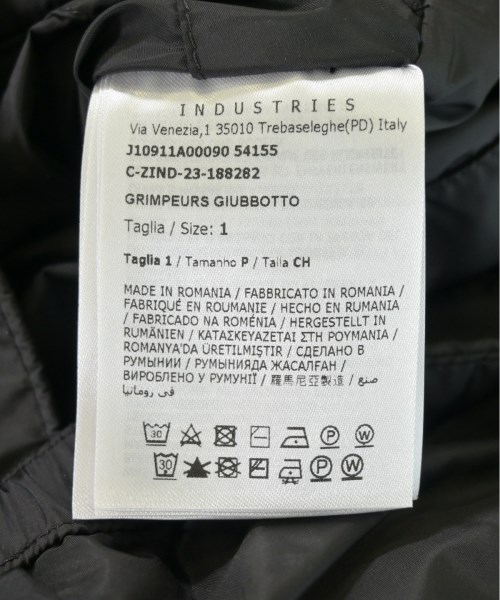 INDUSTRIES
Via Venezia,1 35010 Trebaseleghe(PD) Italy
J10911A00090 54155
C-ZIND-23-188282
GRIMPEURS GIUBBOTTO
Taglia / Size: 1
Taglia 1 / Tamanho P / Talla CH
MADE IN ROMANIA / FABBRICATO IN ROMANIA /
FABRIQUÉ EN ROUMANIE / HECHO EN RUMANIA
/ FABRICADO NA ROMÉNIA / HERGESTELLT IN
RUMÄNIEN / ΚΑΤΑΣΚΕΥΑΖΕΤΑΙ ΣΤΗ ΡΟΥΜΑΝΙΑ /
ROMANYA'DA ÜRETILMIŞTIR / СДЕЛАНО В
РУМЫНИИ / РУМЫНИЯДА ЖАСАЛҒАН /
ВИРОБЛЕНО У РУМУНІЇ / 羅馬尼亞製造 / صنع
في رومانيا
30 P W
30 P W